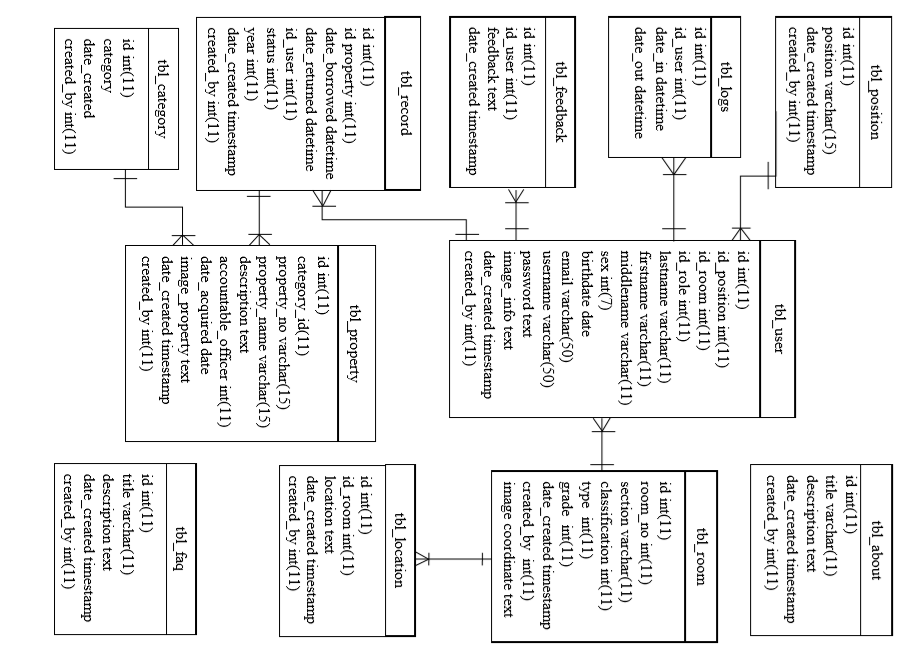 tbl_position
id int(11)
position varchar(15)
date_created timestamp
created_by int(11)
tbl_logs
id int(11)
id_user int(11)
date_in datetime
date_out datetime
tbl_feedback
id int(11)
id_user int(11)
feedback text
date_created timestamp
tbl_record
id int(11)
id property int(11)
date_borrowed datetime
date_returned datetime
id_user int(11)
status int(11)
year int(11)
date_created timestamp
created_by int(11)
tbl_category
id int(11)
category
date_created
created_by int(11)
tbl_user
id int(11)
id_position int(11)
id_room int(11)
id_role int(11)
lastname varchar(11)
firstname varchar(11)
middlename varchar(11)
sex int(7)
birthdate date
email varchar(50)
username varchar(50)
password text
image_info text
date_created timestamp
created_by int(11)
tbl_property
id int(11)
category_id(11)
property_no varchar(15)
property_name varchar(15)
description text
accountable_officer int(11)
date_acquired date
image_property text
date_created timestamp
created_by int(11)
tbl_about
id int(11)
title varchar(11)
description text
date_created timestamp
created_by int(11)
tbl_room
id int(11)
room_no int(11)
section varchar(11)
classification int(11)
type int(11)
grade int(11)
date_created timestamp
created_by int(11)
image coordinate text
tbl_location
id int(11)
id_room int(11)
location text
date_created timestamp
created_by int(11)
tbl_faq
id int(11)
title varchar(11)
description text
date_created timestamp
created_by int(11)